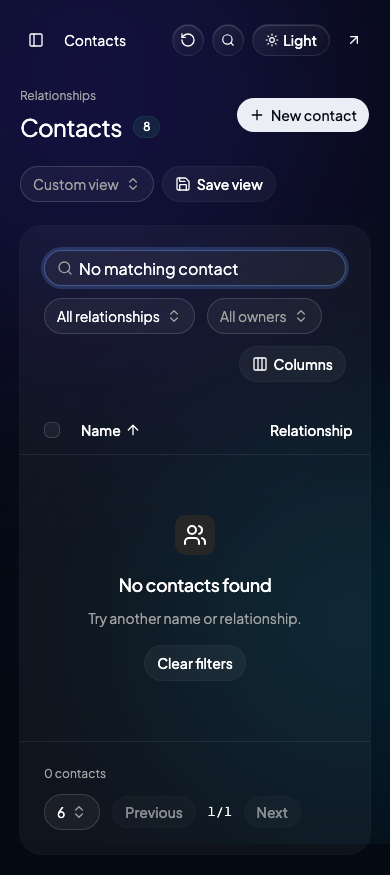 Contacts
Light
Relationships
Contacts 8
New contact
Custom view
Save view
No matching contact
All relationships
All owners
Columns
Name
Relationship
No contacts found
Try another name or relationship.
Clear filters
0 contacts
6
Previous
1/1
Next